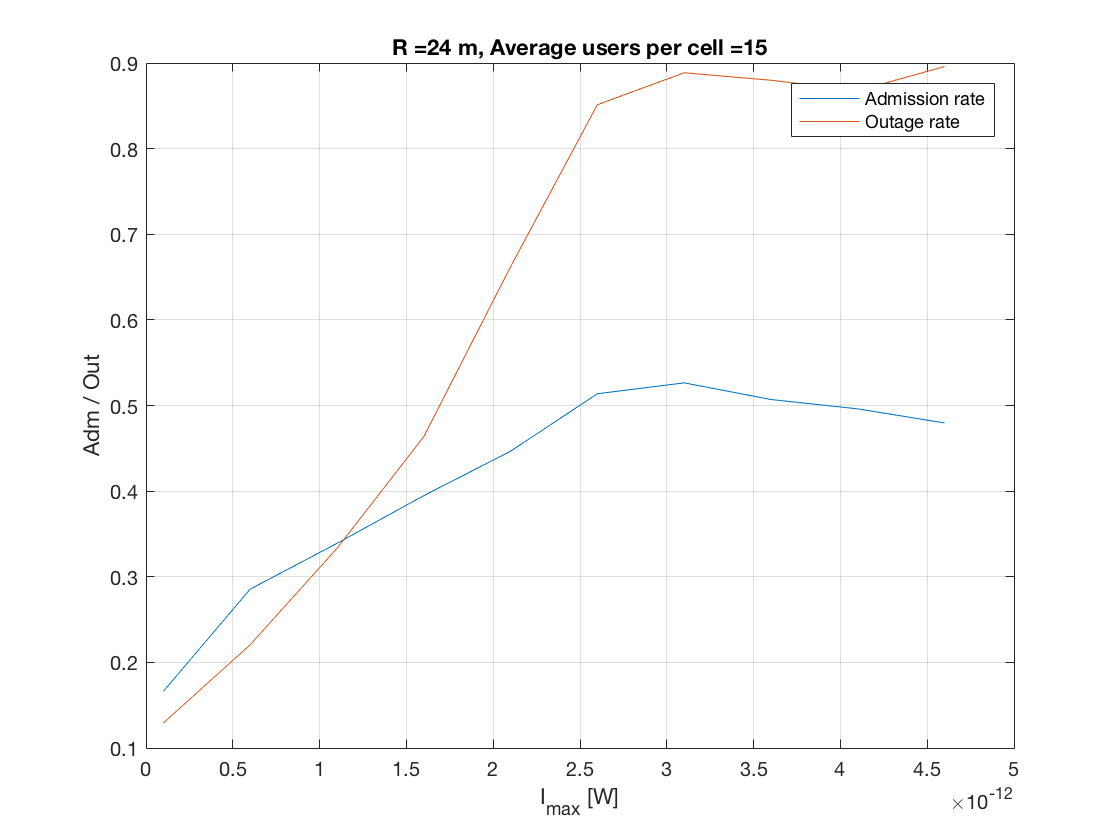 R =24 m, Average users per cell =15
0.9
0.8
0.7
0.6
0.5
0.4
0.3
0.2
0.1
Adm / Out
Admission rate
Outage rate
0 0.5 1 1.5 2 2.5 3 3.5 4 4.5 5
I_max [W]
×10^-12